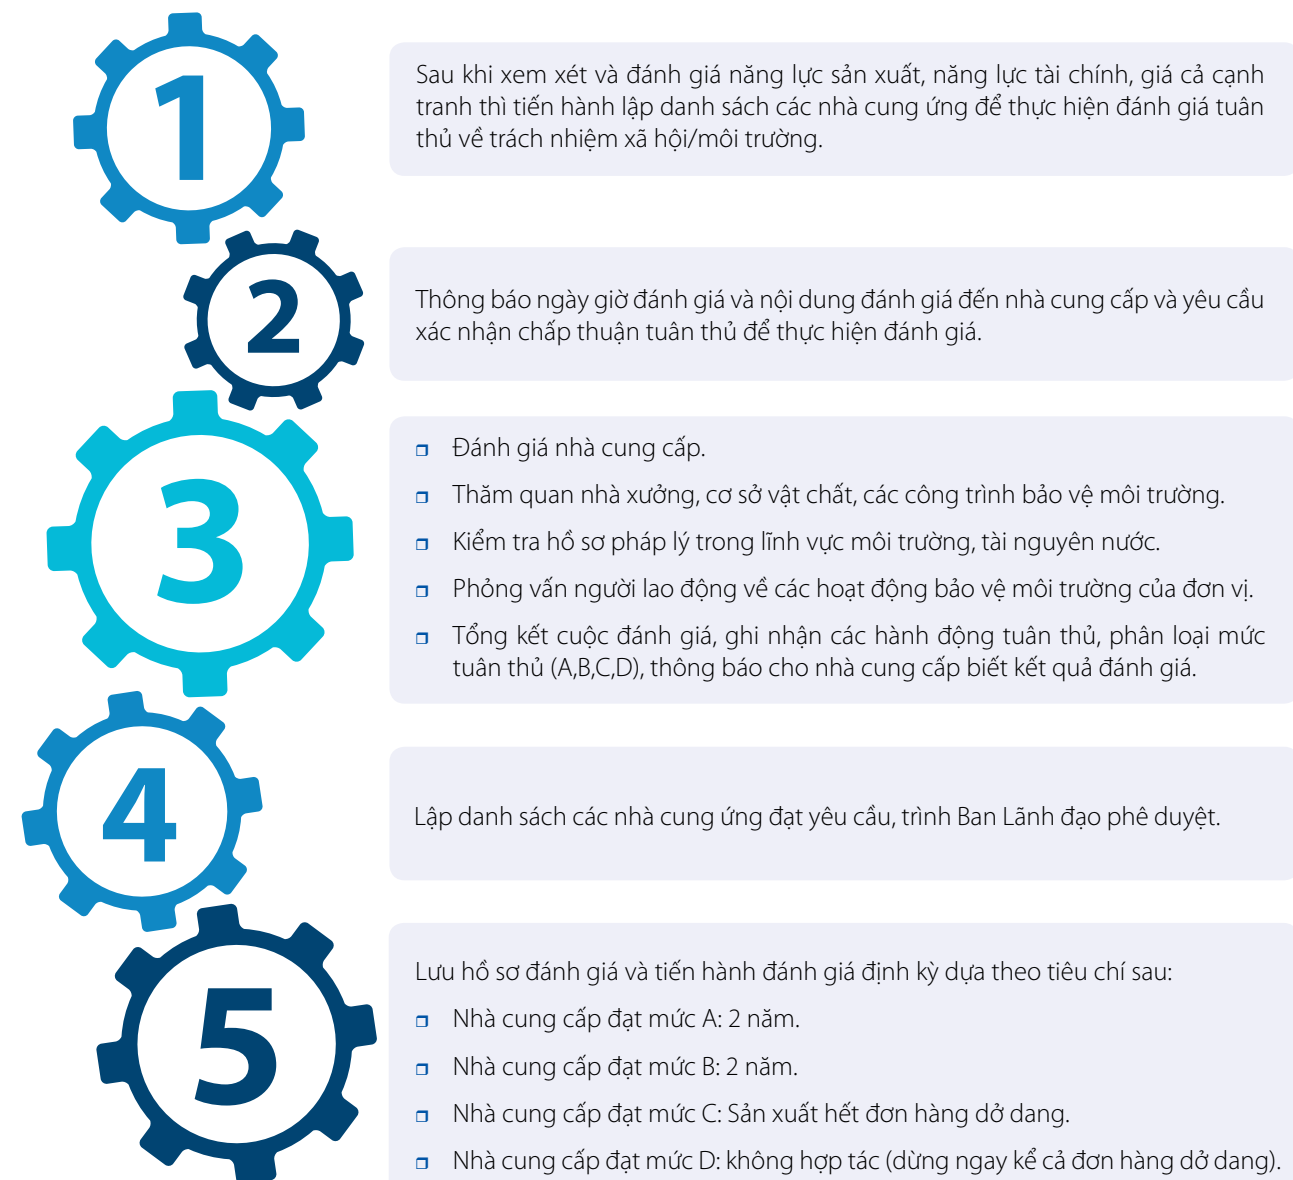 1
Sau khi xem xét và đánh giá năng lực sản xuất, năng lực tài chính, giá cả cạnh
tranh thì tiến hành lập danh sách các nhà cung ứng để thực hiện đánh giá tuân
thủ về trách nhiệm xã hội/môi trường.
2
Thông báo ngày giờ đánh giá và nội dung đánh giá đến nhà cung cấp và yêu cầu
xác nhận chấp thuận tuân thủ để thực hiện đánh giá.
3
Đánh giá nhà cung cấp.
Thăm quan nhà xưởng, cơ sở vật chất, các công trình bảo vệ môi trường.
Kiểm tra hồ sơ pháp lý trong lĩnh vực môi trường, tài nguyên nước.
Phỏng vấn người lao động về các hoạt động bảo vệ môi trường của đơn vị.
Tổng kết cuộc đánh giá, ghi nhận các hành động tuân thủ, phân loại mức
tuân thủ (A,B,C,D), thông báo cho nhà cung cấp biết kết quả đánh giá.
4
Lập danh sách các nhà cung ứng đạt yêu cầu, trình Ban Lãnh đạo phê duyệt.
5
Lưu hồ sơ đánh giá và tiến hành đánh giá định kỳ dựa theo tiêu chí sau:
Nhà cung cấp đạt mức A: 2 năm.
Nhà cung cấp đạt mức B: 2 năm.
Nhà cung cấp đạt mức C: Sản xuất hết đơn hàng dở dang.
Nhà cung cấp đạt mức D: không hợp tác (dừng ngay kể cả đơn hàng dở dang).